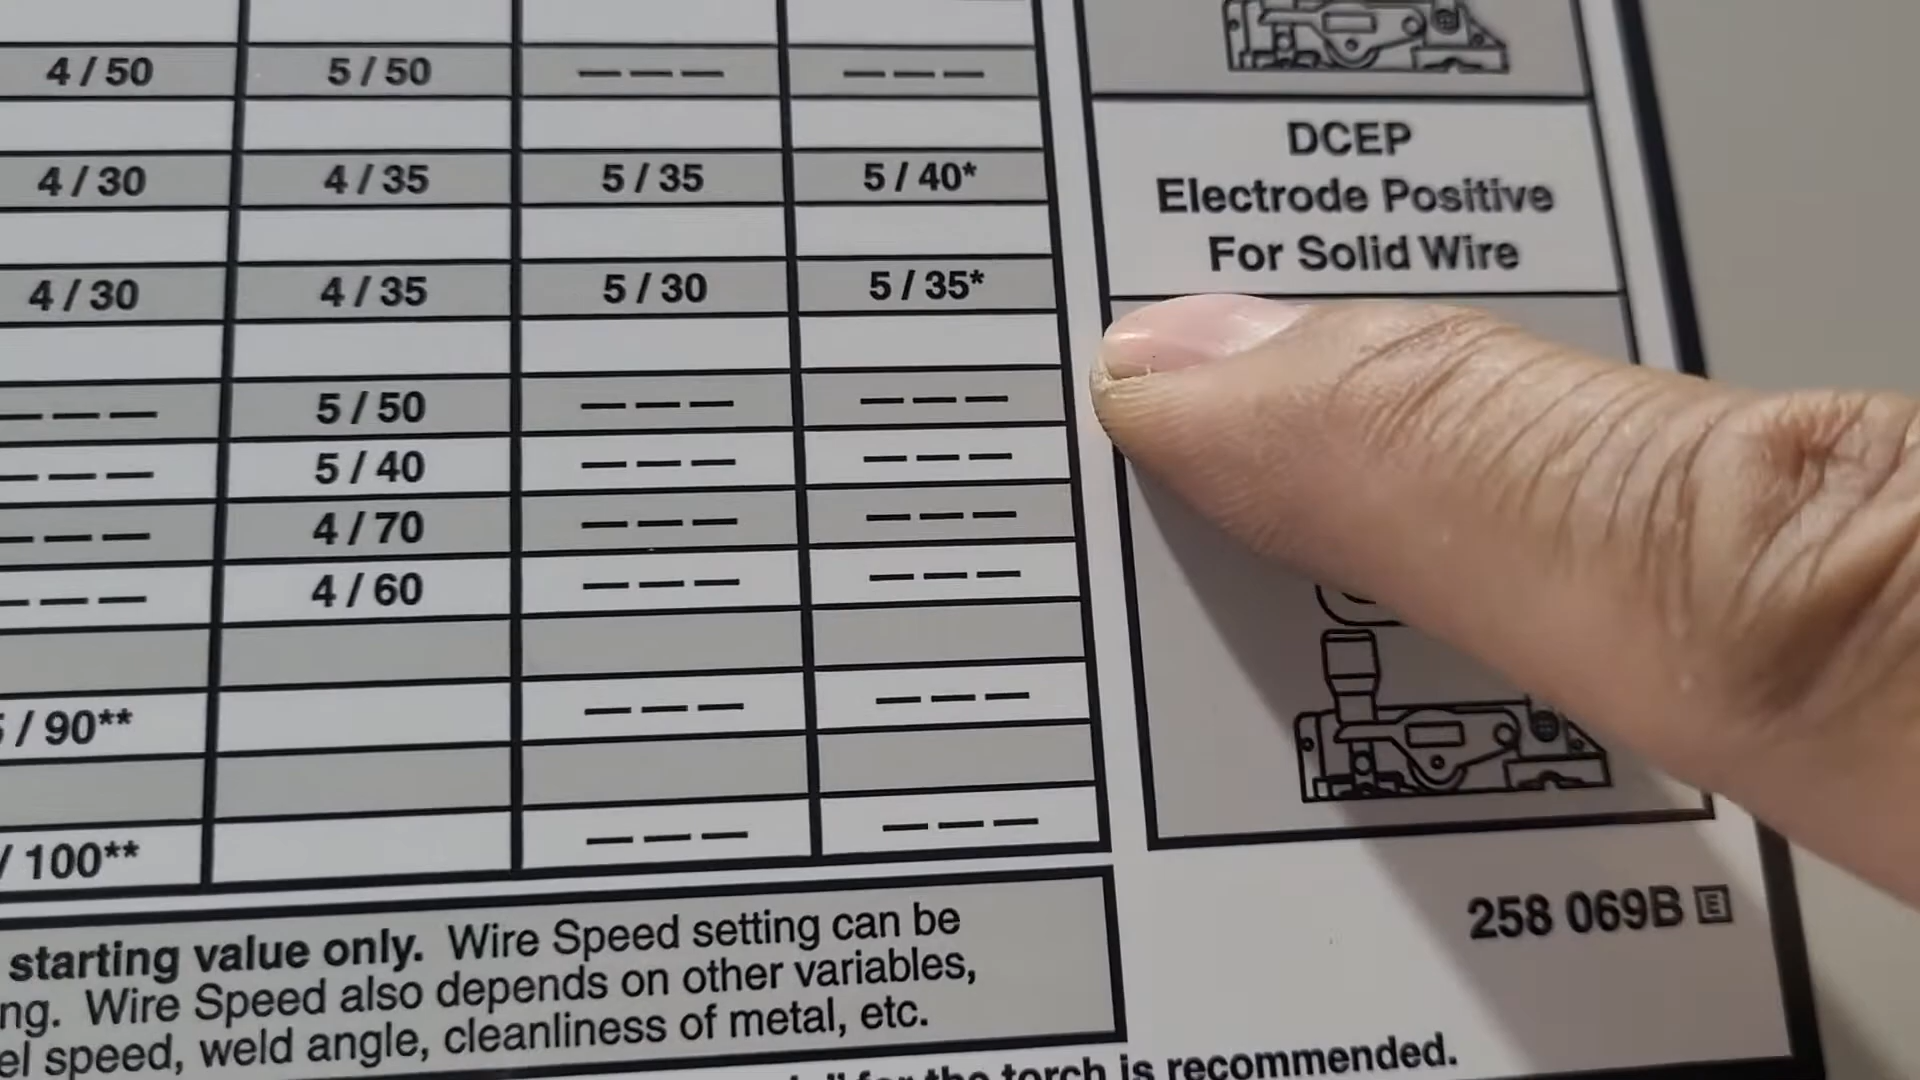 4 / 50 5 / 50 — — — — — —
4 / 30 4 / 35 5 / 35 5 / 40*
4 / 30 4 / 35 5 / 30 5 / 35*
— — — 5 / 50 — — — — — —
— — — 5 / 40 — — — — — —
— — — 4 / 70 — — — — — —
— — — 4 / 60 — — — — — —
/ 90** — — — — — —
/ 100** — — — — — —
starting value only. Wire Speed setting can be
Wire Speed also depends on other variables,
speed, weld angle, cleanliness of metal, etc.
for the torch is recommended.
DCEP
Electrode Positive
For Solid Wire
258 069B E